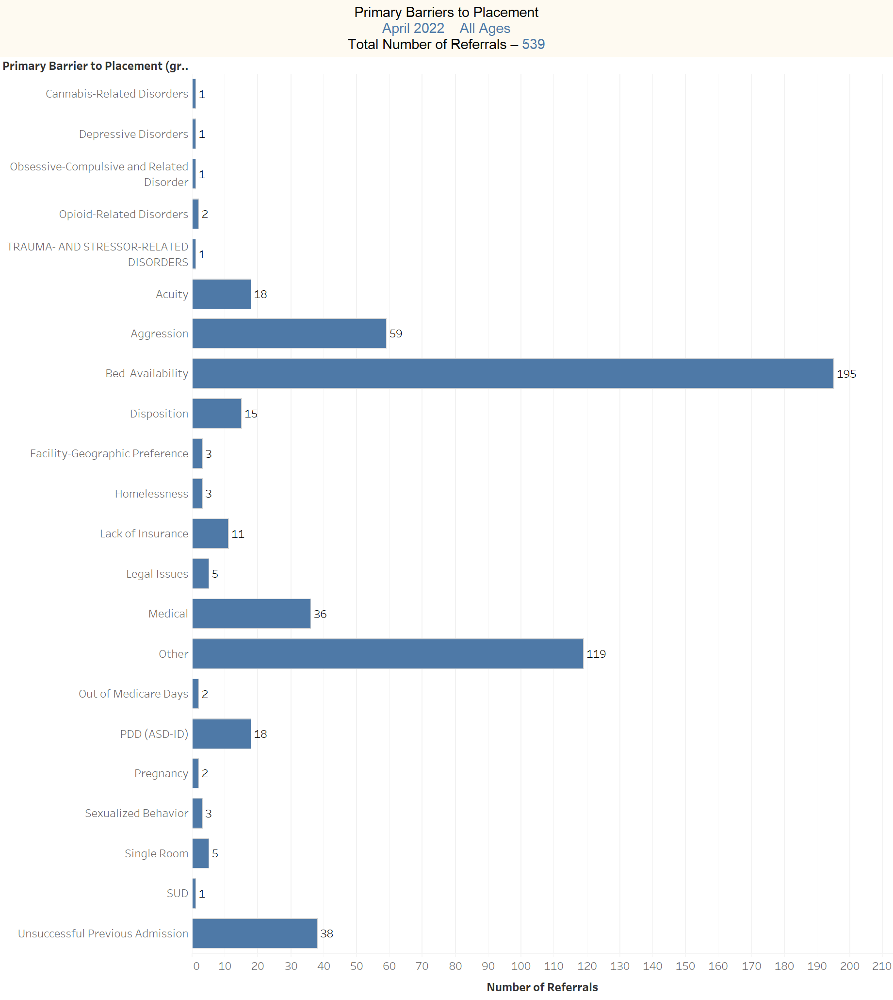 Primary Barriers to Placement
April 2022 All Ages
Total Number of Referrals – 539
Primary Barrier to Placement (gr..
Cannabis-Related Disorders 1
Depressive Disorders 1
Obsessive-Compulsive and Related
Disorder 1
Opioid-Related Disorders 2
TRAUMA- AND STRESSOR-RELATED
DISORDERS 1
Acuity 18
Aggression 59
Bed  Availability 195
Disposition 15
Facility-Geographic Preference 3
Homelessness 3
Lack of Insurance 11
Legal Issues 5
Medical 36
Other 119
Out of Medicare Days 2
PDD (ASD-ID) 18
Pregnancy 2
Sexualized Behavior 3
Single Room 5
SUD 1
Unsuccessful Previous Admission 38
0 10 20 30 40 50 60 70 80 90 100 110 120 130 140 150 160 170 180 190 200 210
Number of Referrals